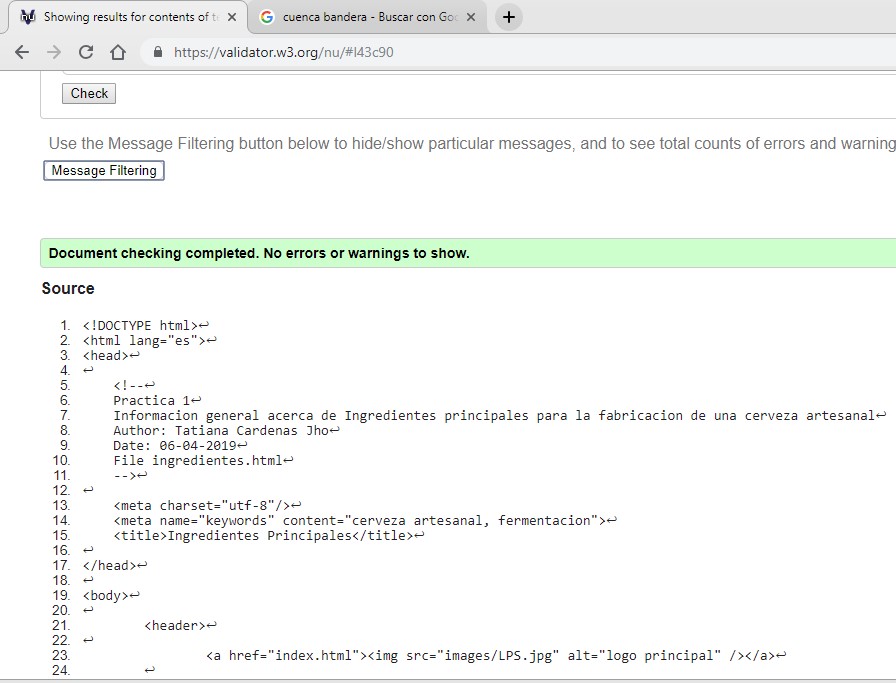 Showing results for contents of t
cuenca bandera - Buscar con Goo
https://validator.w3.org/nu/#l43c90
Check
Use the Message Filtering button below to hide/show particular messages, and to see total counts of errors and warning
Message Filtering
Document checking completed. No errors or warnings to show.
Source
1. <!DOCTYPE html>↩
2. <html lang="es">↩
3. <head>↩
4. ↩
5. <!--↩
6. Practica 1↩
7. Informacion general acerca de Ingredientes principales para la fabricacion de una cerveza artesanal↩
8. Author: Tatiana Cardenas Jho↩
9. Date: 06-04-2019↩
10. File ingredientes.html↩
11. -->↩
12. ↩
13. <meta charset="utf-8"/>↩
14. <meta name="keywords" content="cerveza artesanal, fermentacion">↩
15. <title>Ingredientes Principales</title>↩
16. ↩
17. </head>↩
18. ↩
19. <body>↩
20. ↩
21. <header>↩
22. ↩
23. <a href="index.html"><img src="images/LPS.jpg" alt="logo principal" /></a>↩
24. ↩